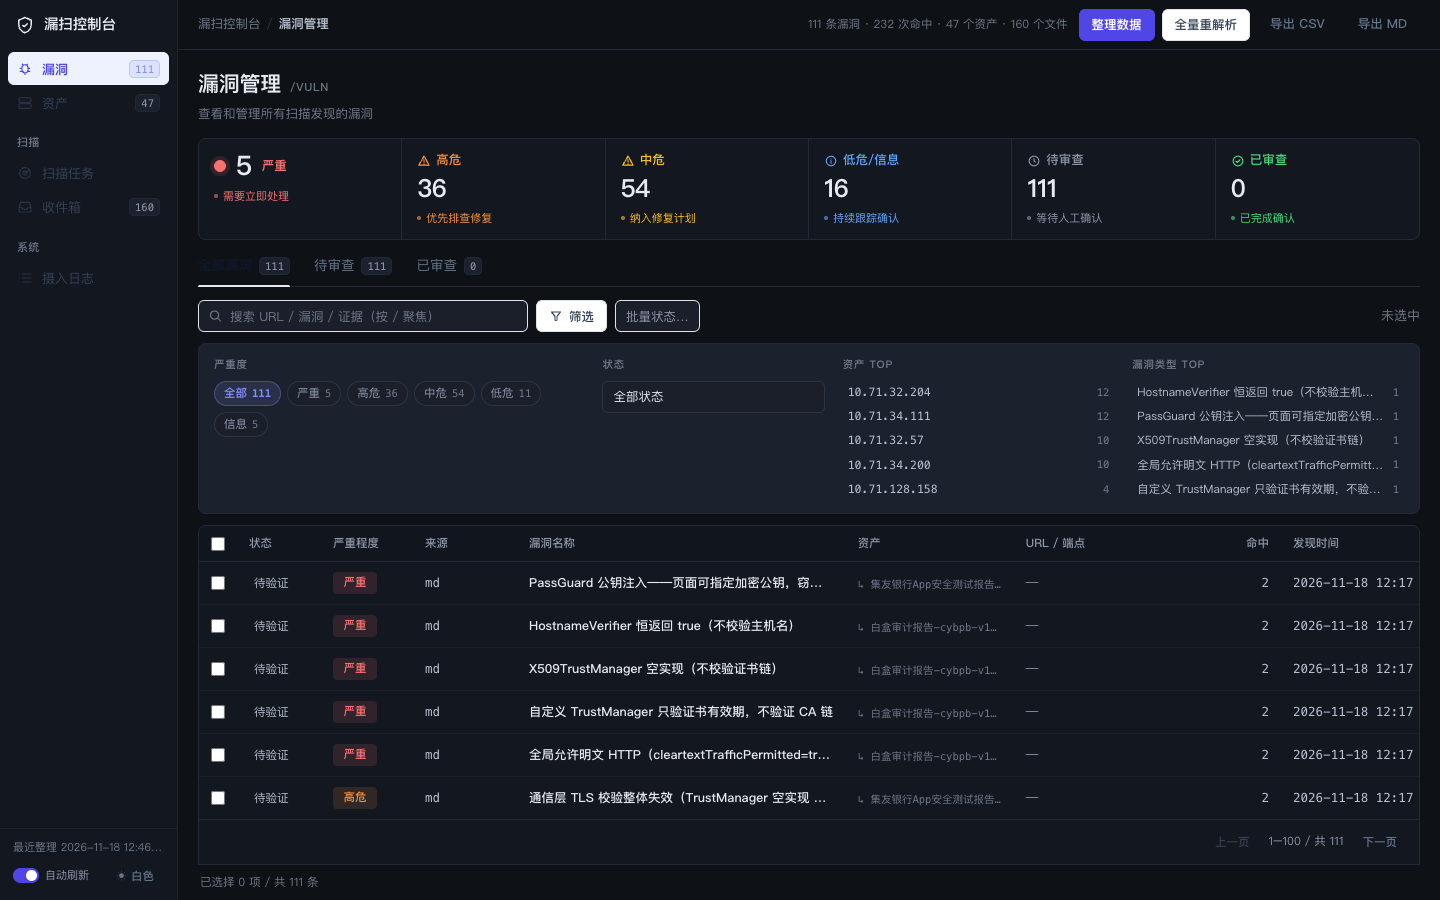 漏扫控制台
漏洞 111
资产 47
扫描
扫描任务
收件箱 160
系统
摄入日志
最近整理 2026-11-18 12:46...
自动刷新 白色
漏扫控制台 / 漏洞管理
111 条漏洞 · 232 次命中 · 47 个资产 · 160 个文件
整理数据 全量重解析 导出 CSV 导出 MD
漏洞管理 /VULN
查看和管理所有扫描发现的漏洞
5 严重
需要立即处理
高危
36
优先排查修复
中危
54
纳入修复计划
低危/信息
16
持续跟踪确认
待审查
111
等待人工确认
已审查
0
已完成确认
全部漏洞 111 待审查 111 已审查 0
搜索 URL / 漏洞 / 证据（按 / 聚焦） 筛选 批量状态... 未选中
严重度
全部 111 严重 5 高危 36 中危 54 低危 11
信息 5
状态
全部状态
资产 TOP
10.71.32.204 12
10.71.34.111 12
10.71.32.57 10
10.71.34.200 10
10.71.128.158 4
漏洞类型 TOP
HostnameVerifier 恒返回 true（不校验主机... 1
PassGuard 公钥注入——页面可指定加密公钥... 1
X509TrustManager 空实现（不校验证书链） 1
全局允许明文 HTTP（cleartextTrafficPermitt... 1
自定义 TrustManager 只验证书有效期，不验... 1
状态 严重程度 来源 漏洞名称 资产 URL / 端点 命中 发现时间
待验证 严重 md PassGuard 公钥注入——页面可指定加密公钥，窃... ↳ 集友银行App安全测试报告… — 2 2026-11-18 12:17
待验证 严重 md HostnameVerifier 恒返回 true（不校验主机名） ↳ 白盒审计报告-cybpb-v1… — 2 2026-11-18 12:17
待验证 严重 md X509TrustManager 空实现（不校验证书链） ↳ 白盒审计报告-cybpb-v1… — 2 2026-11-18 12:17
待验证 严重 md 自定义 TrustManager 只验证书有效期，不验证 CA 链 ↳ 白盒审计报告-cybpb-v1… — 2 2026-11-18 12:17
待验证 严重 md 全局允许明文 HTTP（cleartextTrafficPermitted=tr... ↳ 白盒审计报告-cybpb-v1… — 2 2026-11-18 12:17
待验证 高危 md 通信层 TLS 校验整体失效（TrustManager 空实现 ... ↳ 集友银行App安全测试报告… — 2 2026-11-18 12:17
上一页 1–100 / 共 111 下一页
已选择 0 项 / 共 111 条